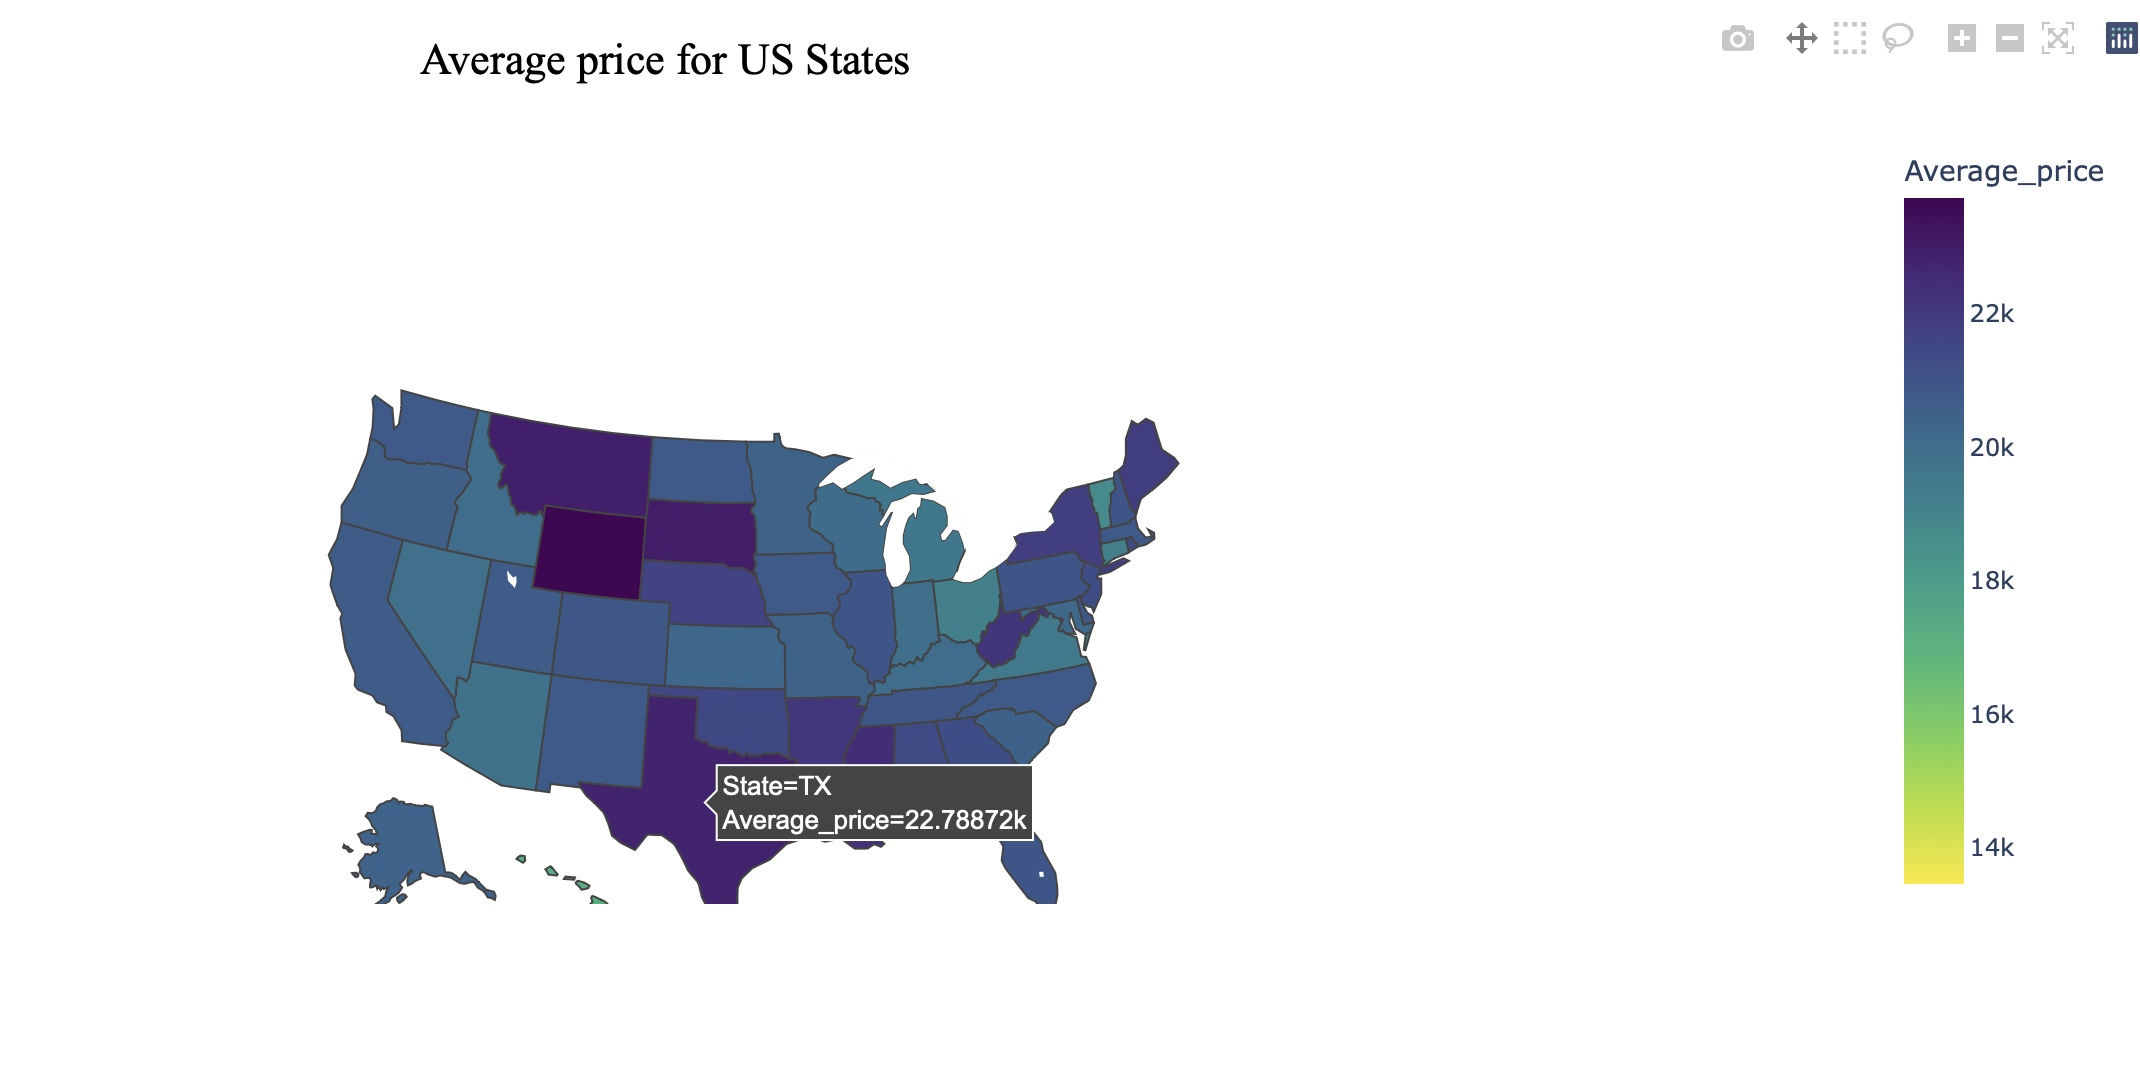 Average price for US States
Average_price
22k
20k
18k
16k
14k
State=TX
Average_price=22.78872k